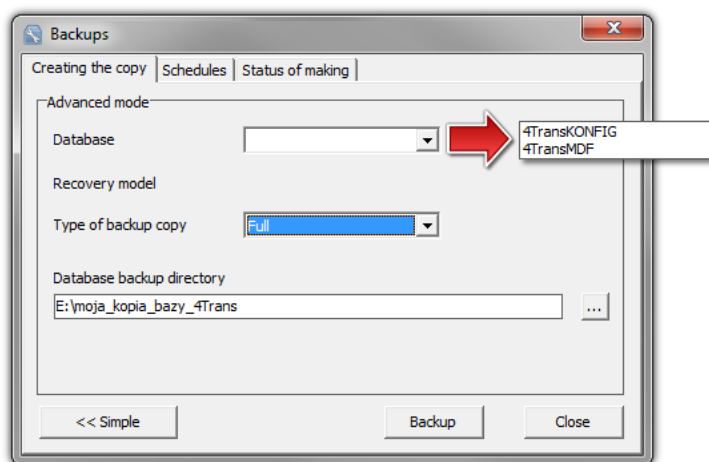 Backups
Creating the copy Schedules Status of making
Advanced mode
Database
4TransKONFIG
4TransMDF
Recovery model
Type of backup copy Full
Database backup directory
E:\moja_kopia_bazy_4Trans ...
<< Simple Backup Close